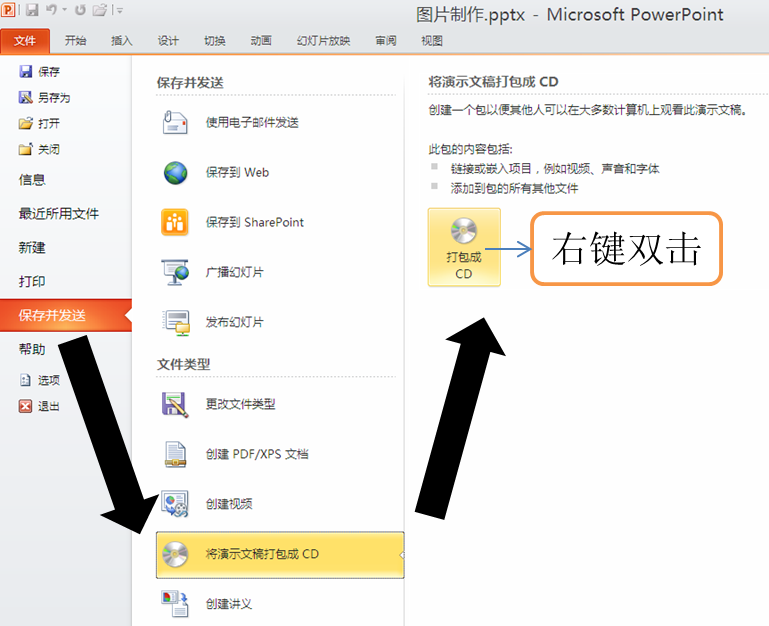 图片制作.pptx - Microsoft PowerPoint
文件 开始 插入 设计 切换 动画 幻灯片放映 审阅 视图
保存
另存为
打开
关闭
信息
最近所用文件
新建
打印
保存并发送
帮助
选项
退出
保存并发送
使用电子邮件发送
保存到 Web
保存到 SharePoint
广播幻灯片
发布幻灯片
文件类型
更改文件类型
创建 PDF/XPS 文档
创建视频
将演示文稿打包成 CD
创建讲义
将演示文稿打包成 CD
创建一个包以便其他人可以在大多数计算机上观看此演示文稿。
此包的内容包括:
链接或嵌入项目，例如视频、声音和字体
添加到包的所有其他文件
打包成
CD
右键双击